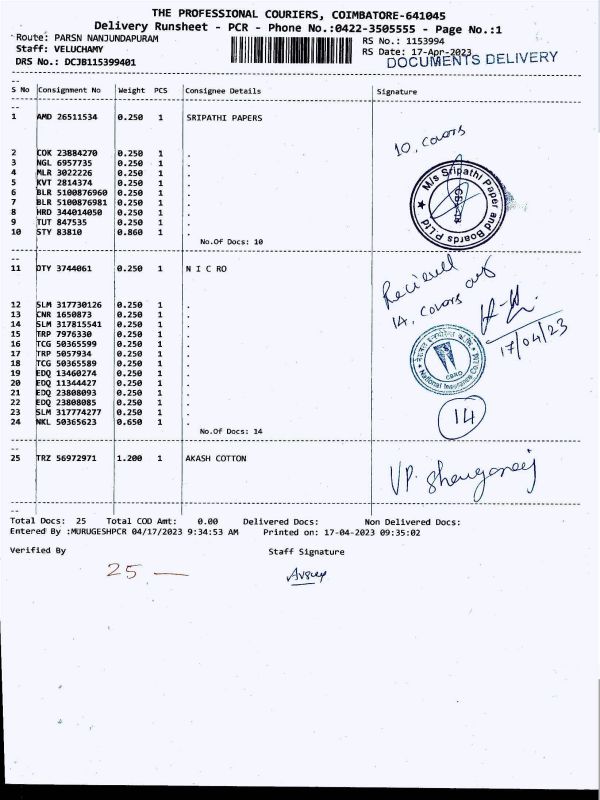 THE PROFESSIONAL COURIERS, COIMBATORE-641045
Delivery Runsheet - PCR - Phone No.:0422-3505555 - Page No.:1
Route: PARSN NANJUNDAPURAM
RS No.: 1153994
Staff: VELUCHAMY
RS Date: 17-Apr-2023
DRS No.: DCJB115399401
DOCUMENTS DELIVERY
S No Consignment No Weight PCS Consignee Details Signature
1 AMD 26511534 0.250 1 SRIPATHI PAPERS
10, covors
2 COK 23884270 0.250 1 .
3 NGL 6957735 0.250 1 .
4 MLR 3022226 0.250 1 .
5 KVT 2814374 0.250 1 .
6 BLR 5100876960 0.250 1 .
7 BLR 5100876981 0.250 1 .
8 HRD 344014050 0.250 1 .
9 TUT 847535 0.250 1 .
10 STY 83810 0.860 1 .
No.Of Docs: 10
M/s Sripathi Paper and Boards P Ltd
11 DTY 3744061 0.250 1 N I C R O
Recieved
14, covors
12 SLM 317730126 0.250 1 .
13 CNR 1650873 0.250 1 .
14 SLM 317815541 0.250 1 .
15 TRP 7976330 0.250 1 .
16 TCG 50365599 0.250 1 .
17 TRP 5057934 0.250 1 .
18 TCG 50365589 0.250 1 .
19 EDQ 13460274 0.250 1 .
20 EDQ 11344427 0.250 1 .
21 EDQ 23808093 0.250 1 .
22 EDQ 23808085 0.250 1 .
23 SLM 317774277 0.250 1 .
24 NKL 50365623 0.650 1 .
No.Of Docs: 14
17/04/23
National Insurance Co Ltd
14
25 TRZ 56972971 1.200 1 AKASH COTTON
Total Docs: 25 Total COD Amt: 0.00 Delivered Docs: Non Delivered Docs:
Entered By :MURUGESHPCR 04/17/2023 9:34:53 AM Printed on: 17-04-2023 09:35:02
Verified By Staff Signature
25 —